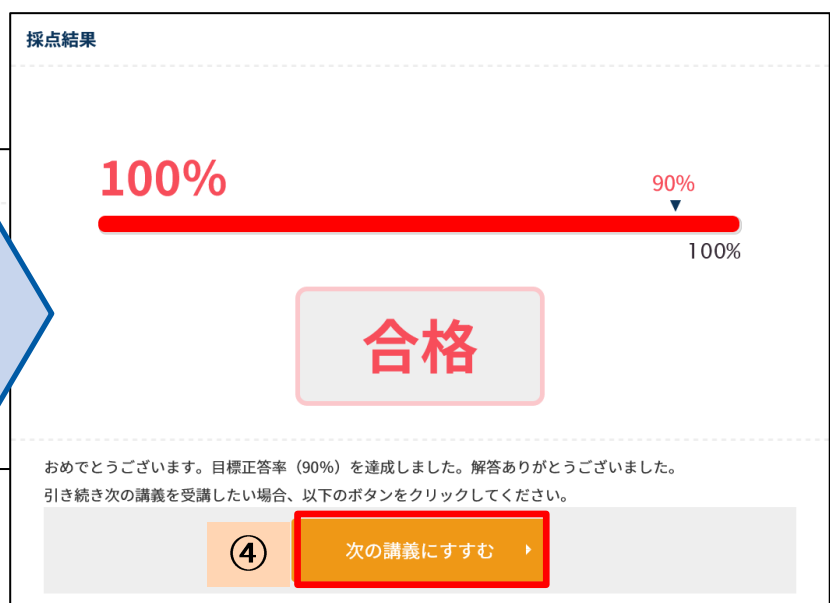 採点結果
100%
90%
▼
100%
合格
おめでとうございます。目標正答率（90%）を達成しました。解答ありがとうございました。
引き続き次の講義を受講したい場合、以下のボタンをクリックしてください。
④ 次の講義にすすむ